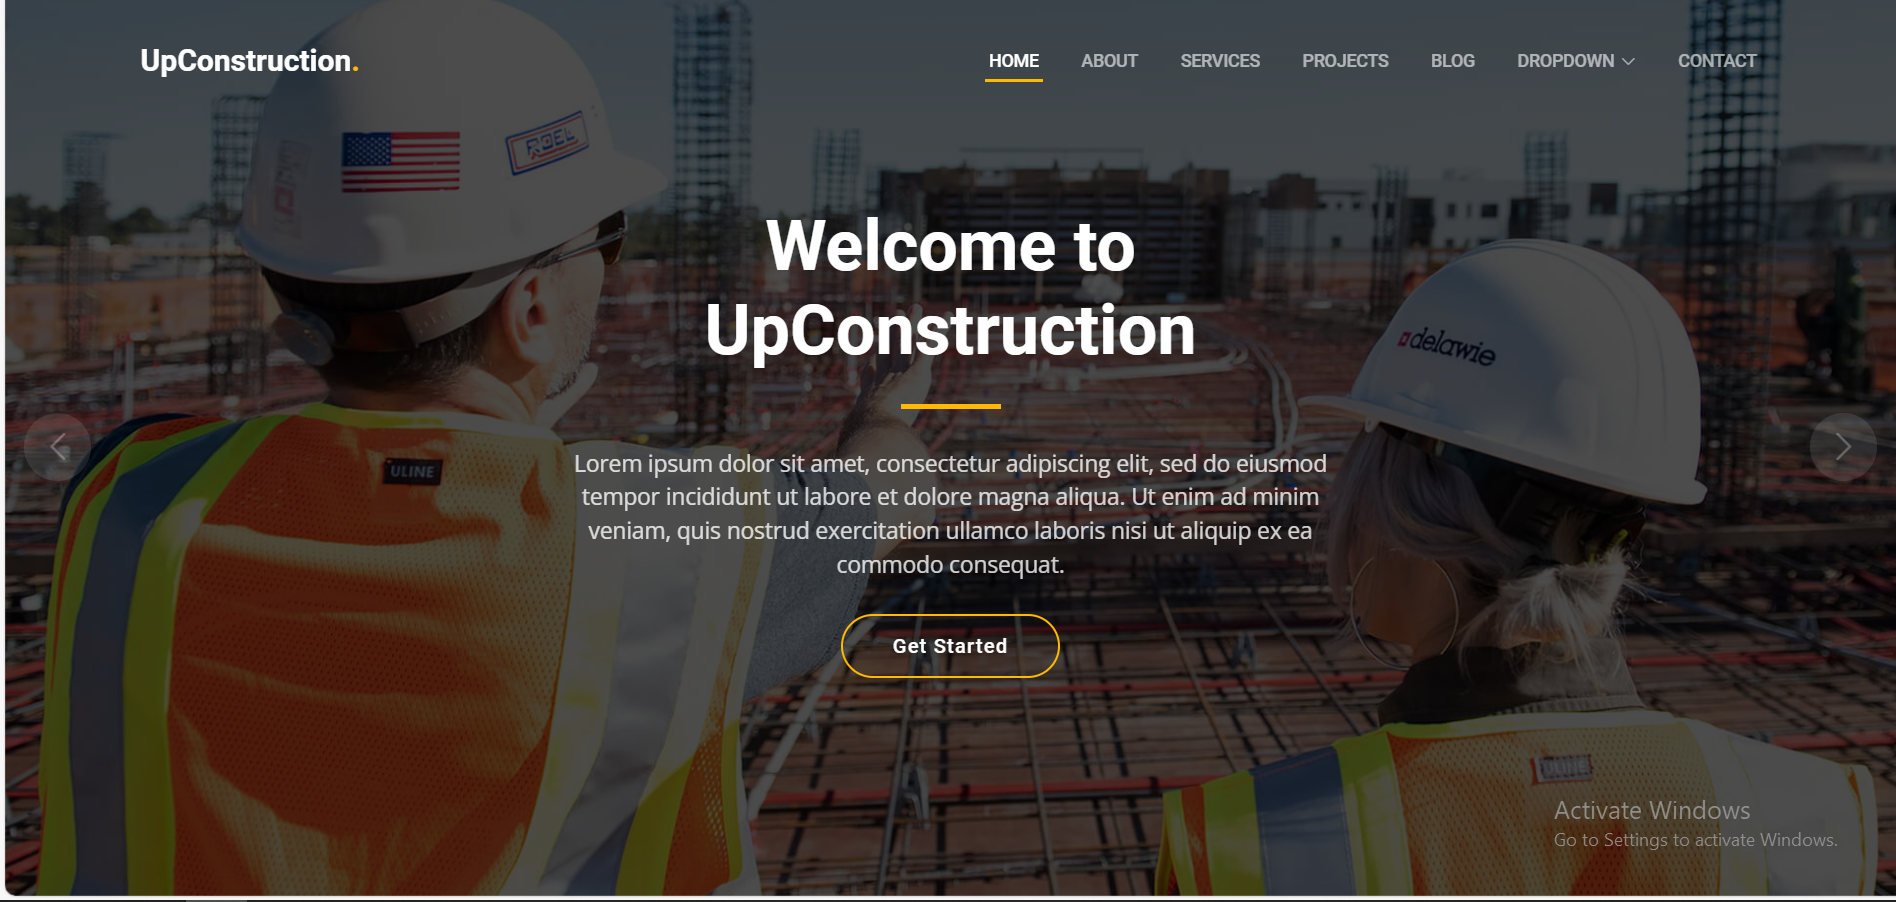 UpConstruction.
HOME ABOUT SERVICES PROJECTS BLOG DROPDOWN CONTACT
ROEL
Welcome to
UpConstruction
delawie
ULINE
Lorem ipsum dolor sit amet, consectetur adipiscing elit, sed do eiusmod
tempor incididunt ut labore et dolore magna aliqua. Ut enim ad minim
veniam, quis nostrud exercitation ullamco laboris nisi ut aliquip ex ea
commodo consequat.
Get Started
ULINE
Activate Windows
Go to Settings to activate Windows.